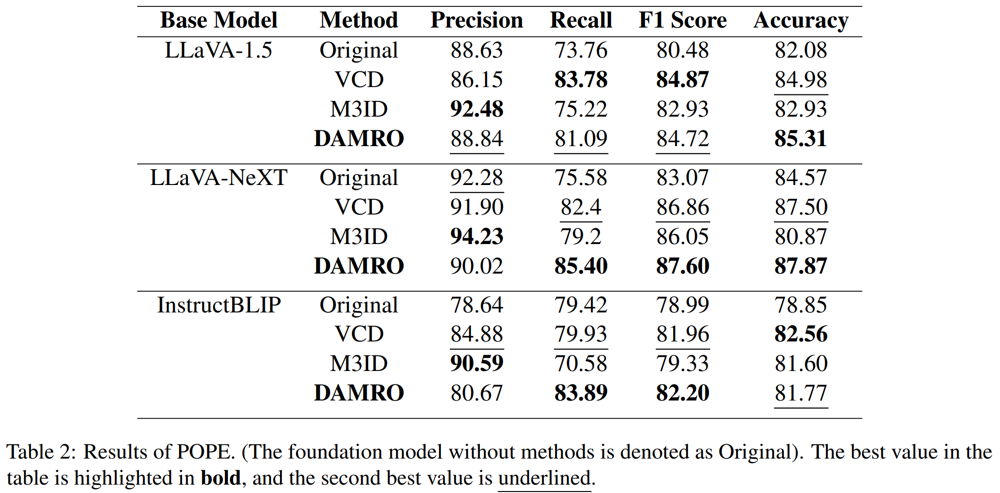 Base Model Method Precision Recall F1 Score Accuracy
LLaVA-1.5 Original 88.63 73.76 80.48 82.08
VCD 86.15 83.78 84.87 84.98
M3ID 92.48 75.22 82.93 82.93
DAMRO 88.84 81.09 84.72 85.31
LLaVA-NeXT Original 92.28 75.58 83.07 84.57
VCD 91.90 82.4 86.86 87.50
M3ID 94.23 79.2 86.05 80.87
DAMRO 90.02 85.40 87.60 87.87
InstructBLIP Original 78.64 79.42 78.99 78.85
VCD 84.88 79.93 81.96 82.56
M3ID 90.59 70.58 79.33 81.60
DAMRO 80.67 83.89 82.20 81.77
Table 2: Results of POPE. (The foundation model without methods is denoted as Original). The best value in the
table is highlighted in bold, and the second best value is underlined.